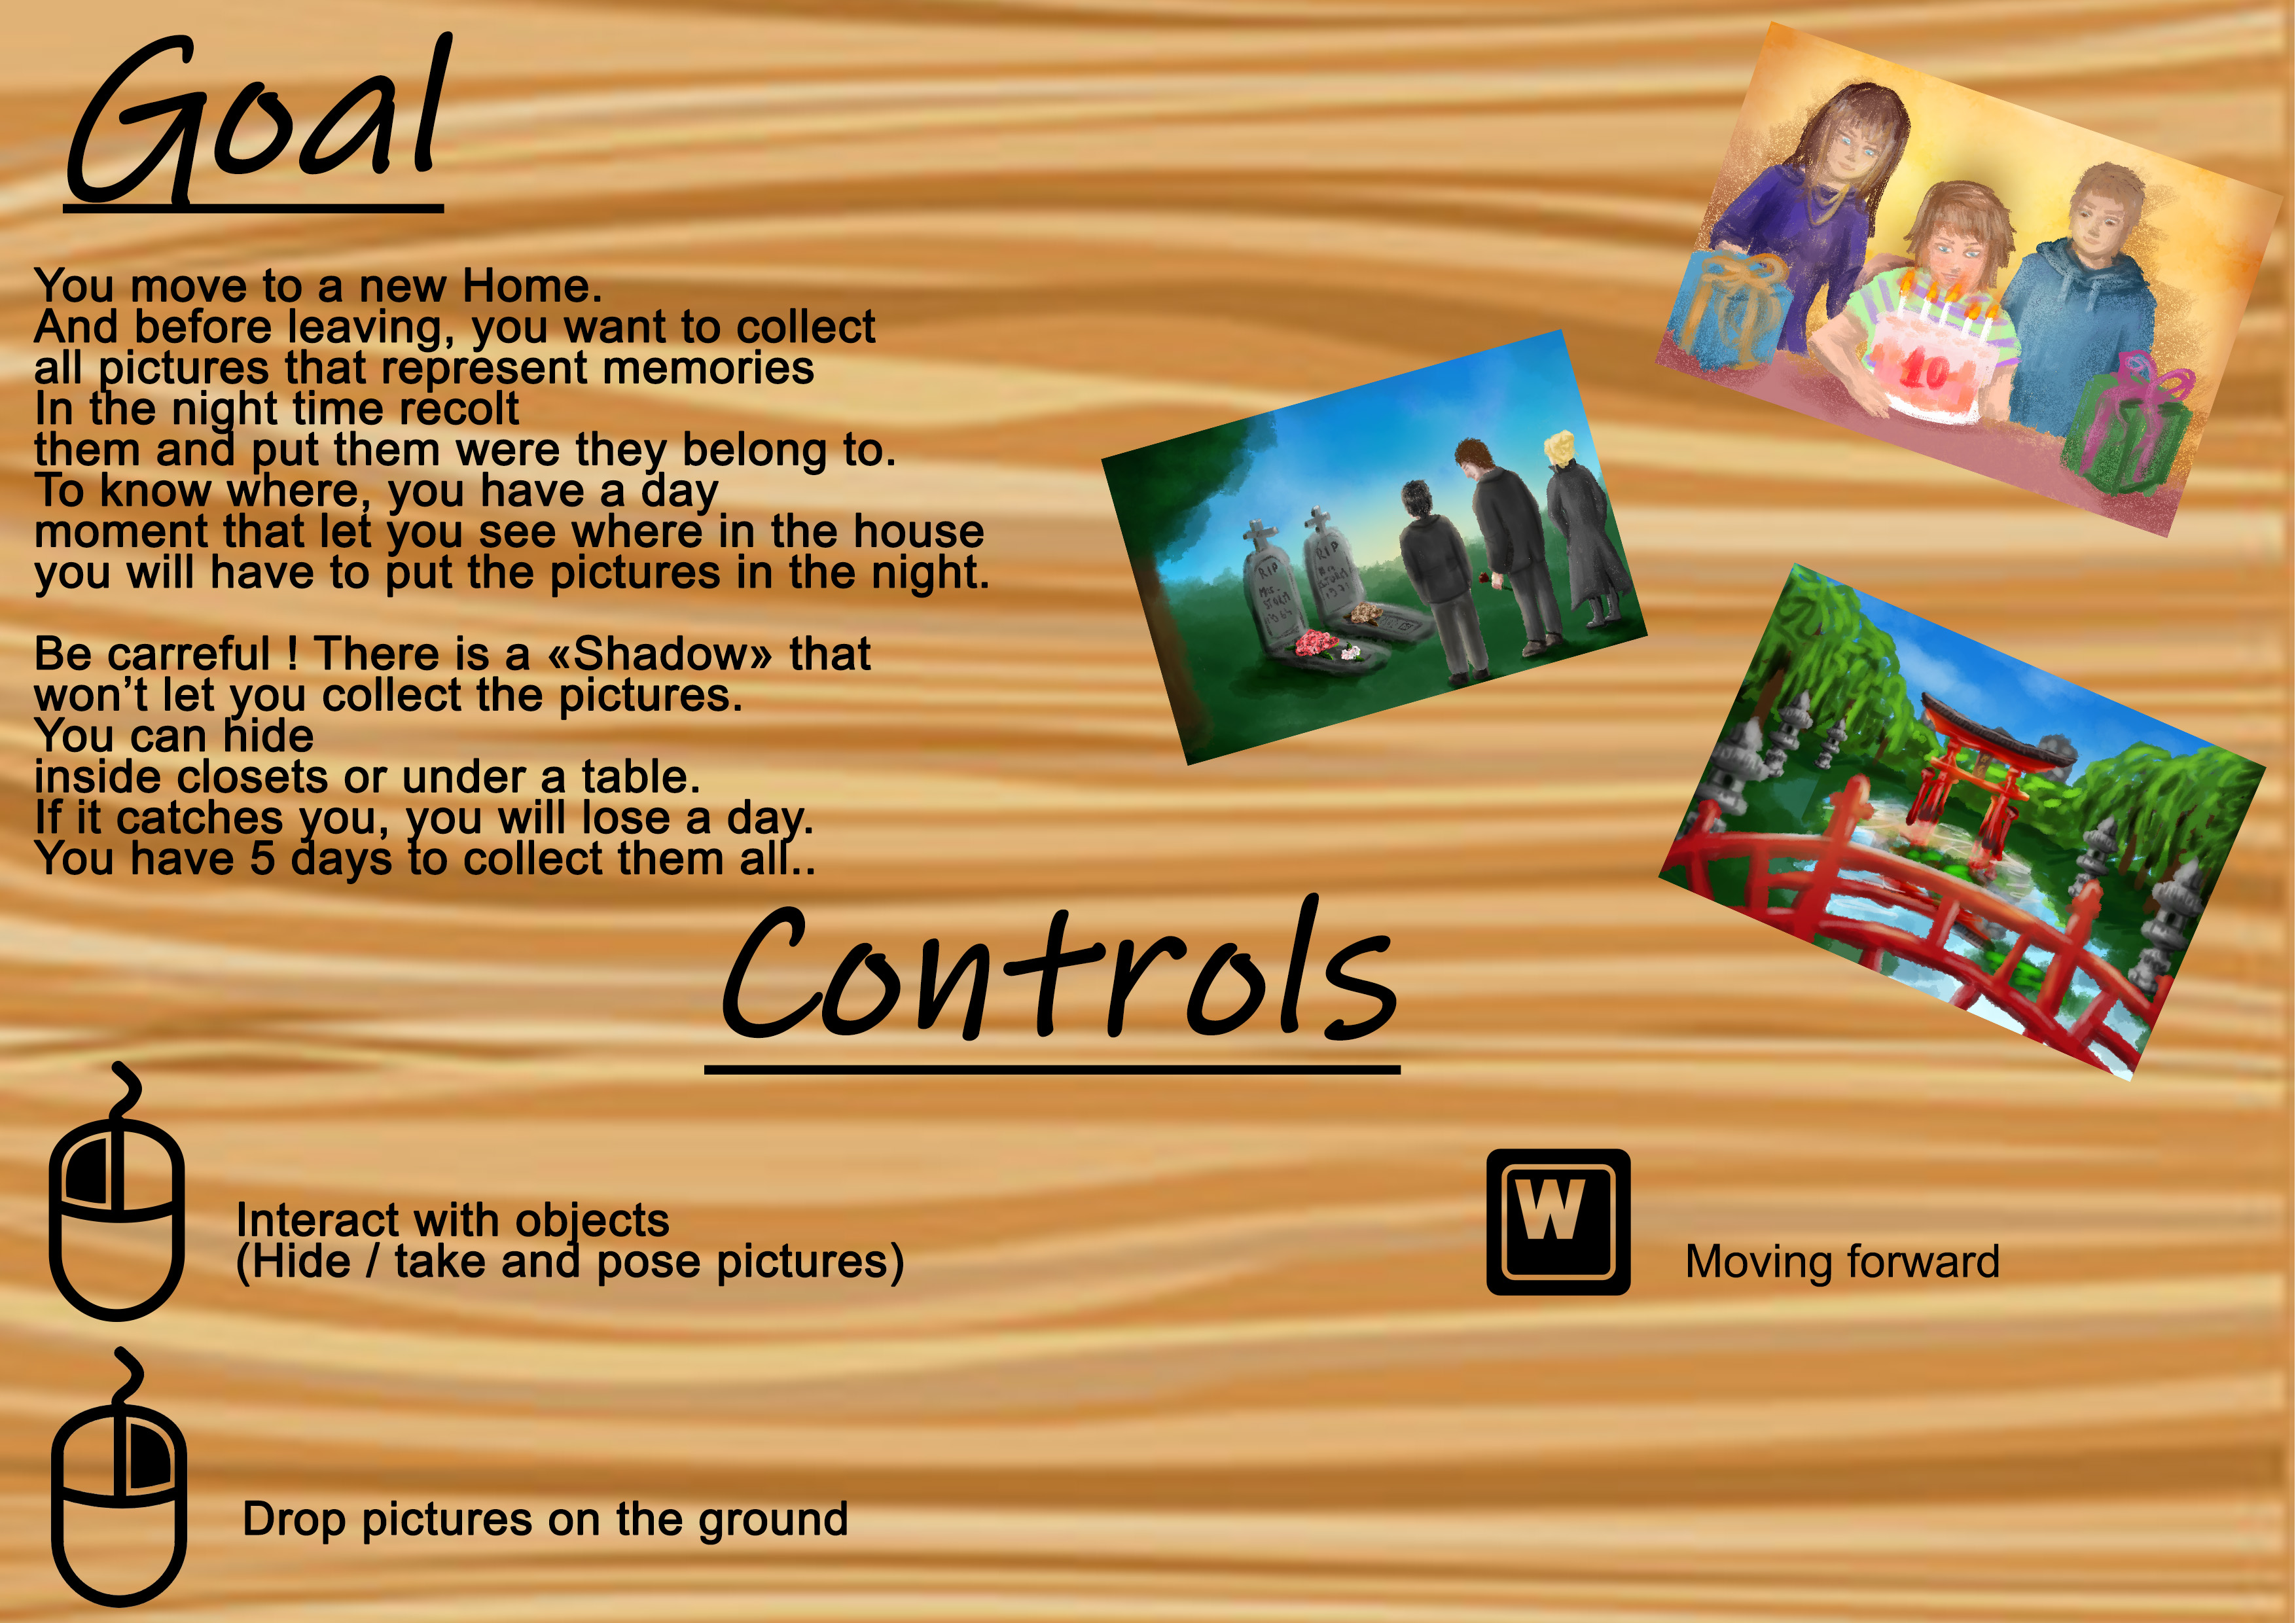 Goal
You move to a new Home.
And before leaving, you want to collect
all pictures that represent memories
In the night time recolt
them and put them were they belong to.
To know where, you have a day
moment that let you see where in the house
you will have to put the pictures in the night.
Be carreful ! There is a «Shadow» that
won't let you collect the pictures.
You can hide
inside closets or under a table.
If it catches you, you will lose a day.
You have 5 days to collect them all..
10
RIP
RIP
Controls
Interact with objects
(Hide / take and pose pictures)
W
Moving forward
Drop pictures on the ground